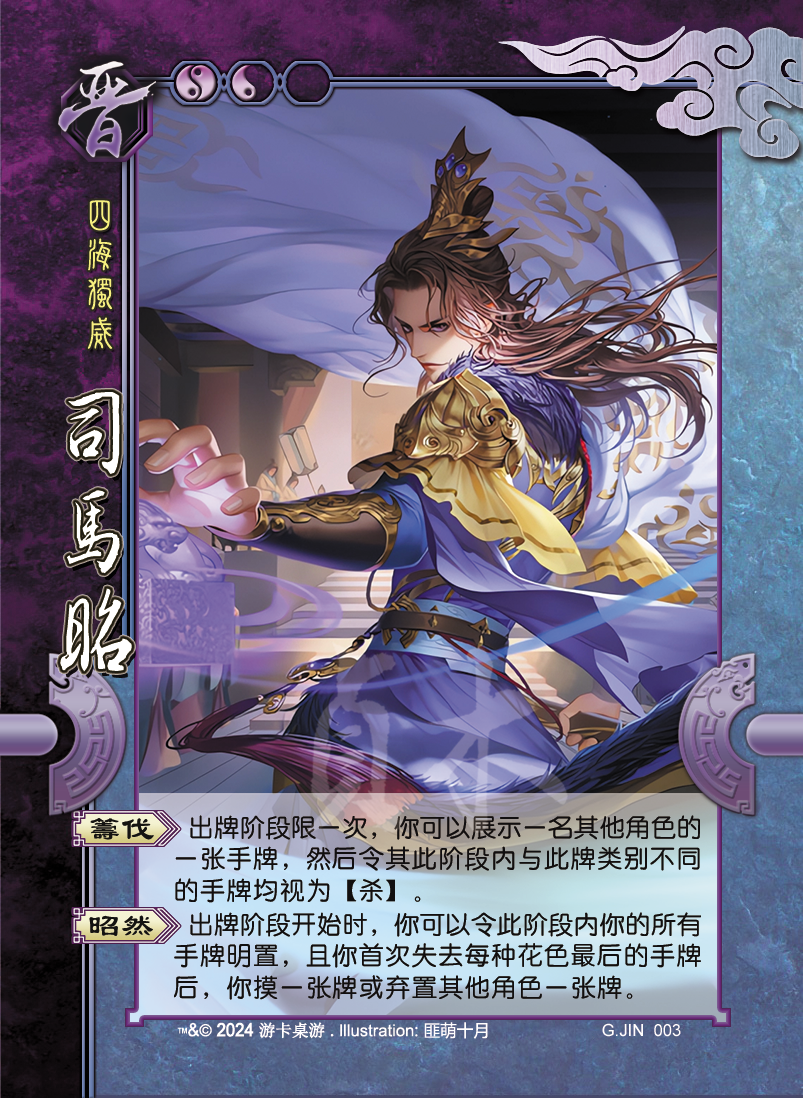 晋
四海獨威
司馬昭
籌伐
出牌阶段限一次，你可以展示一名其他角色的
一张手牌，然后令其此阶段内与此牌类别不同
的手牌均视为【杀】。
昭然
出牌阶段开始时，你可以令此阶段内你的所有
手牌明置，且你首次失去每种花色最后的手牌
后，你摸一张牌或弃置其他角色一张牌。
™&© 2024 游卡桌游 . Illustration: 匪萌十月
G.JIN 003